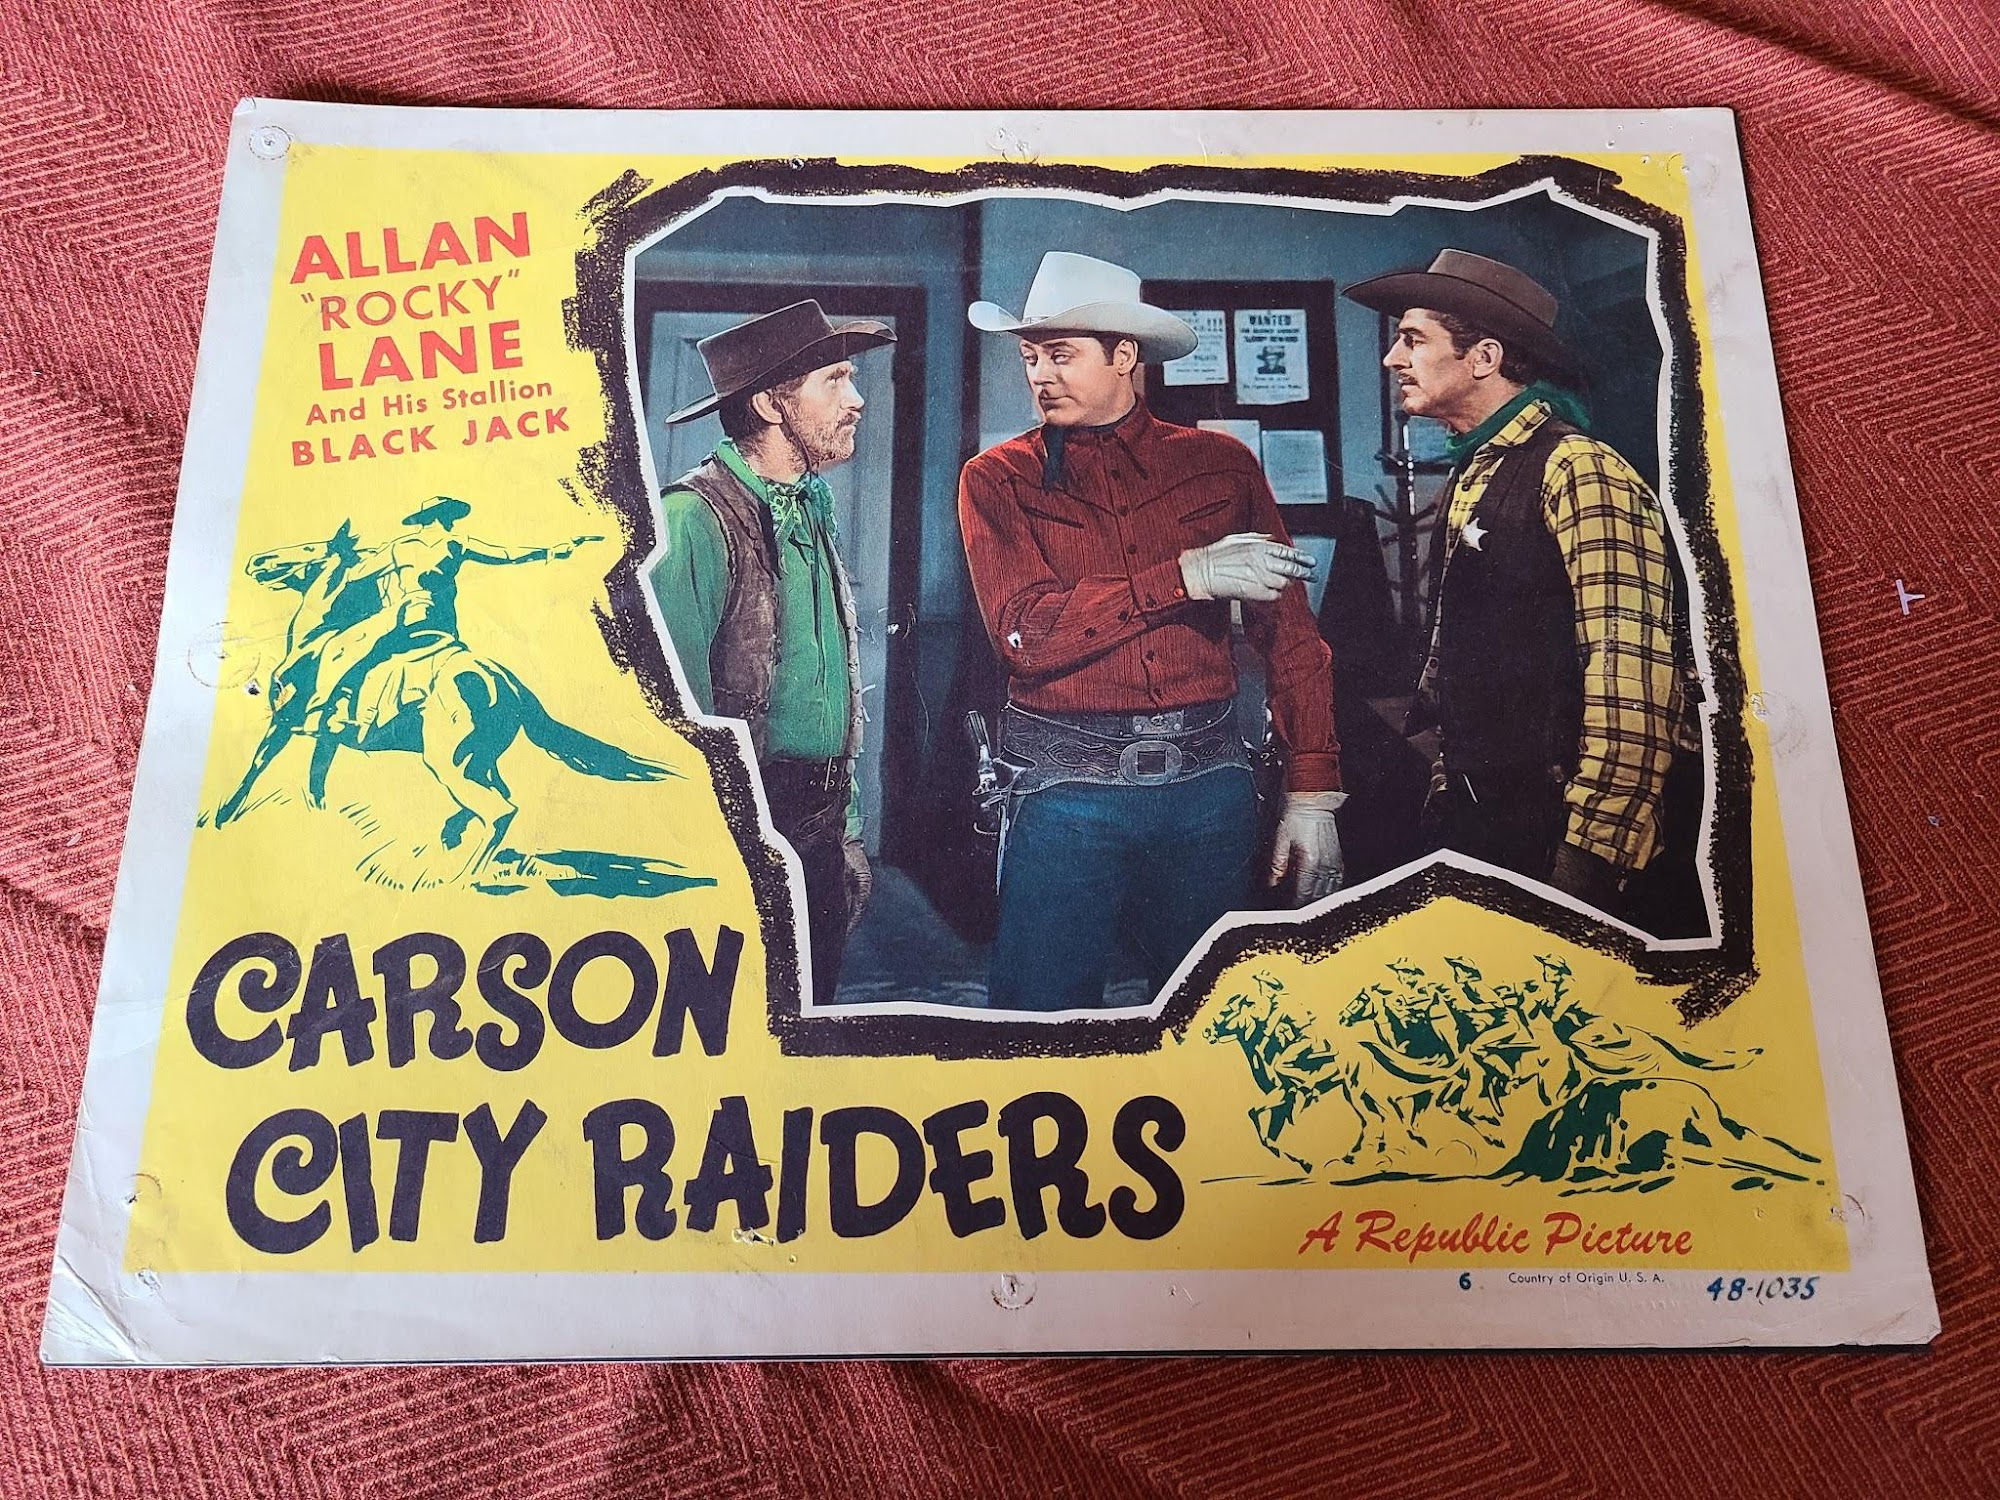 ALLAN
"ROCKY"
LANE
And His Stallion
BLACK JACK
WANTED
CARSON
CITY RAIDERS
A Republic Picture
6 Country of Origin U. S. A. 48-1035